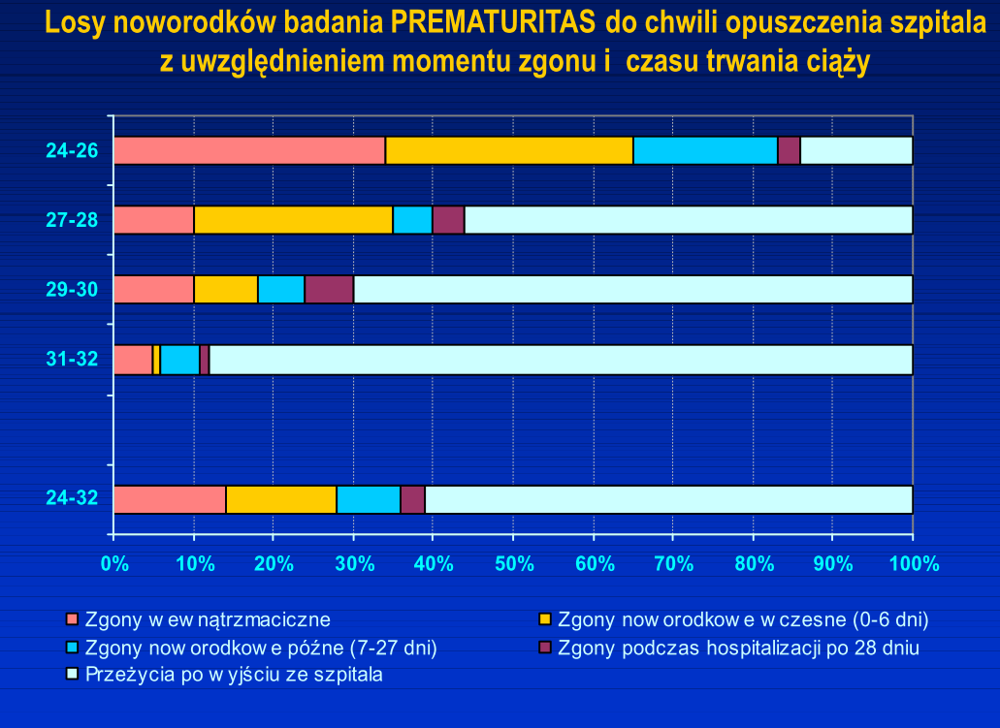 Losy noworodków badania PREMATURITAS do chwili opuszczenia szpitala
z uwzględnieniem momentu zgonu i czasu trwania ciąży
24-26
27-28
29-30
31-32
24-32
0% 10% 20% 30% 40% 50% 60% 70% 80% 90% 100%
Zgony w ew nątrzmaciczne
Zgony now orodkow e w czesne (0-6 dni)
Zgony now orodkow e późne (7-27 dni)
Zgony podczas hospitalizacji po 28 dniu
Przeżycia po w yjściu ze szpitala